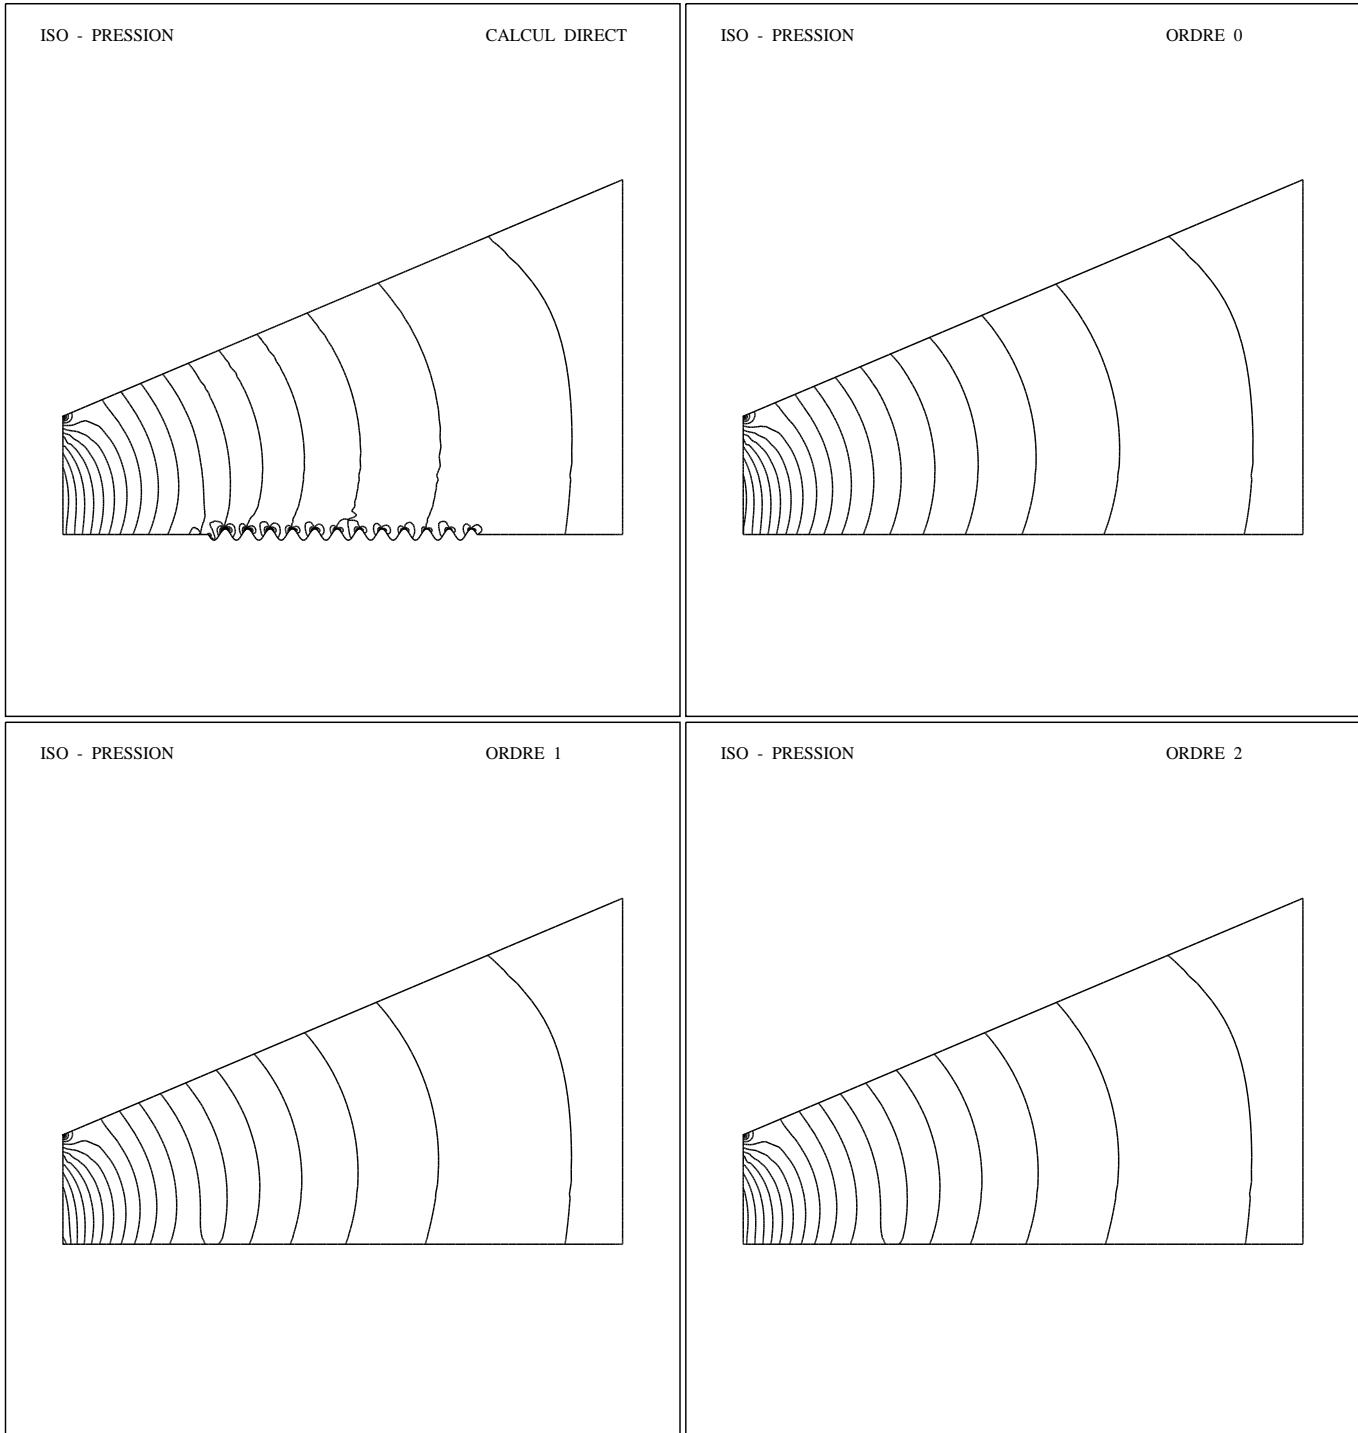 ISO - PRESSION CALCUL DIRECT
ISO - PRESSION ORDRE 0
ISO - PRESSION ORDRE 1
ISO - PRESSION ORDRE 2